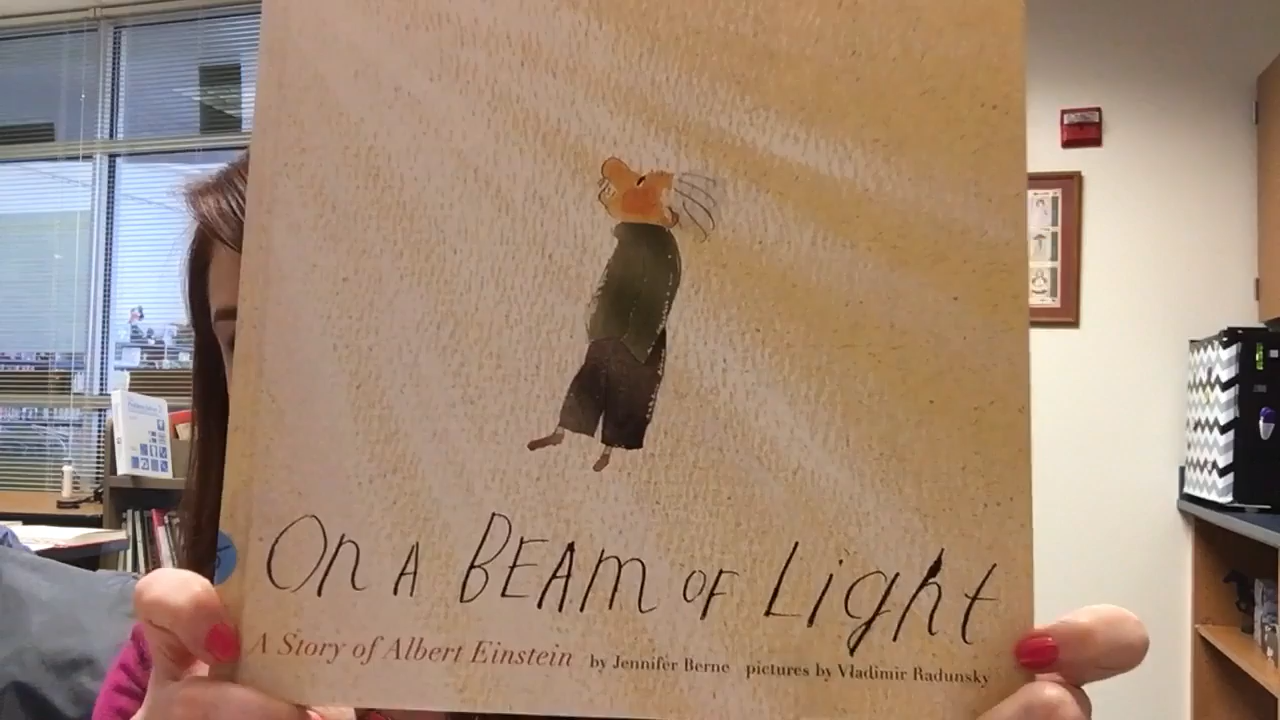 On A BEAM OF Light
A Story of Albert Einstein by Jennifer Berne pictures by Vladimir Radunsky